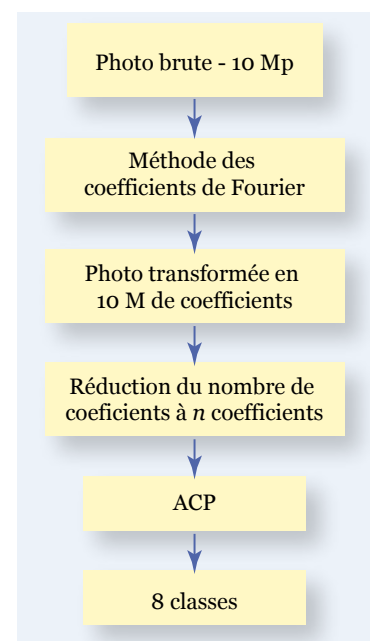 Photo brute - 10 Mp
Méthode des
coefficients de Fourier
Photo transformée en
10 M de coefficients
Réduction du nombre de
coeficients à n coefficients
ACP
8 classes